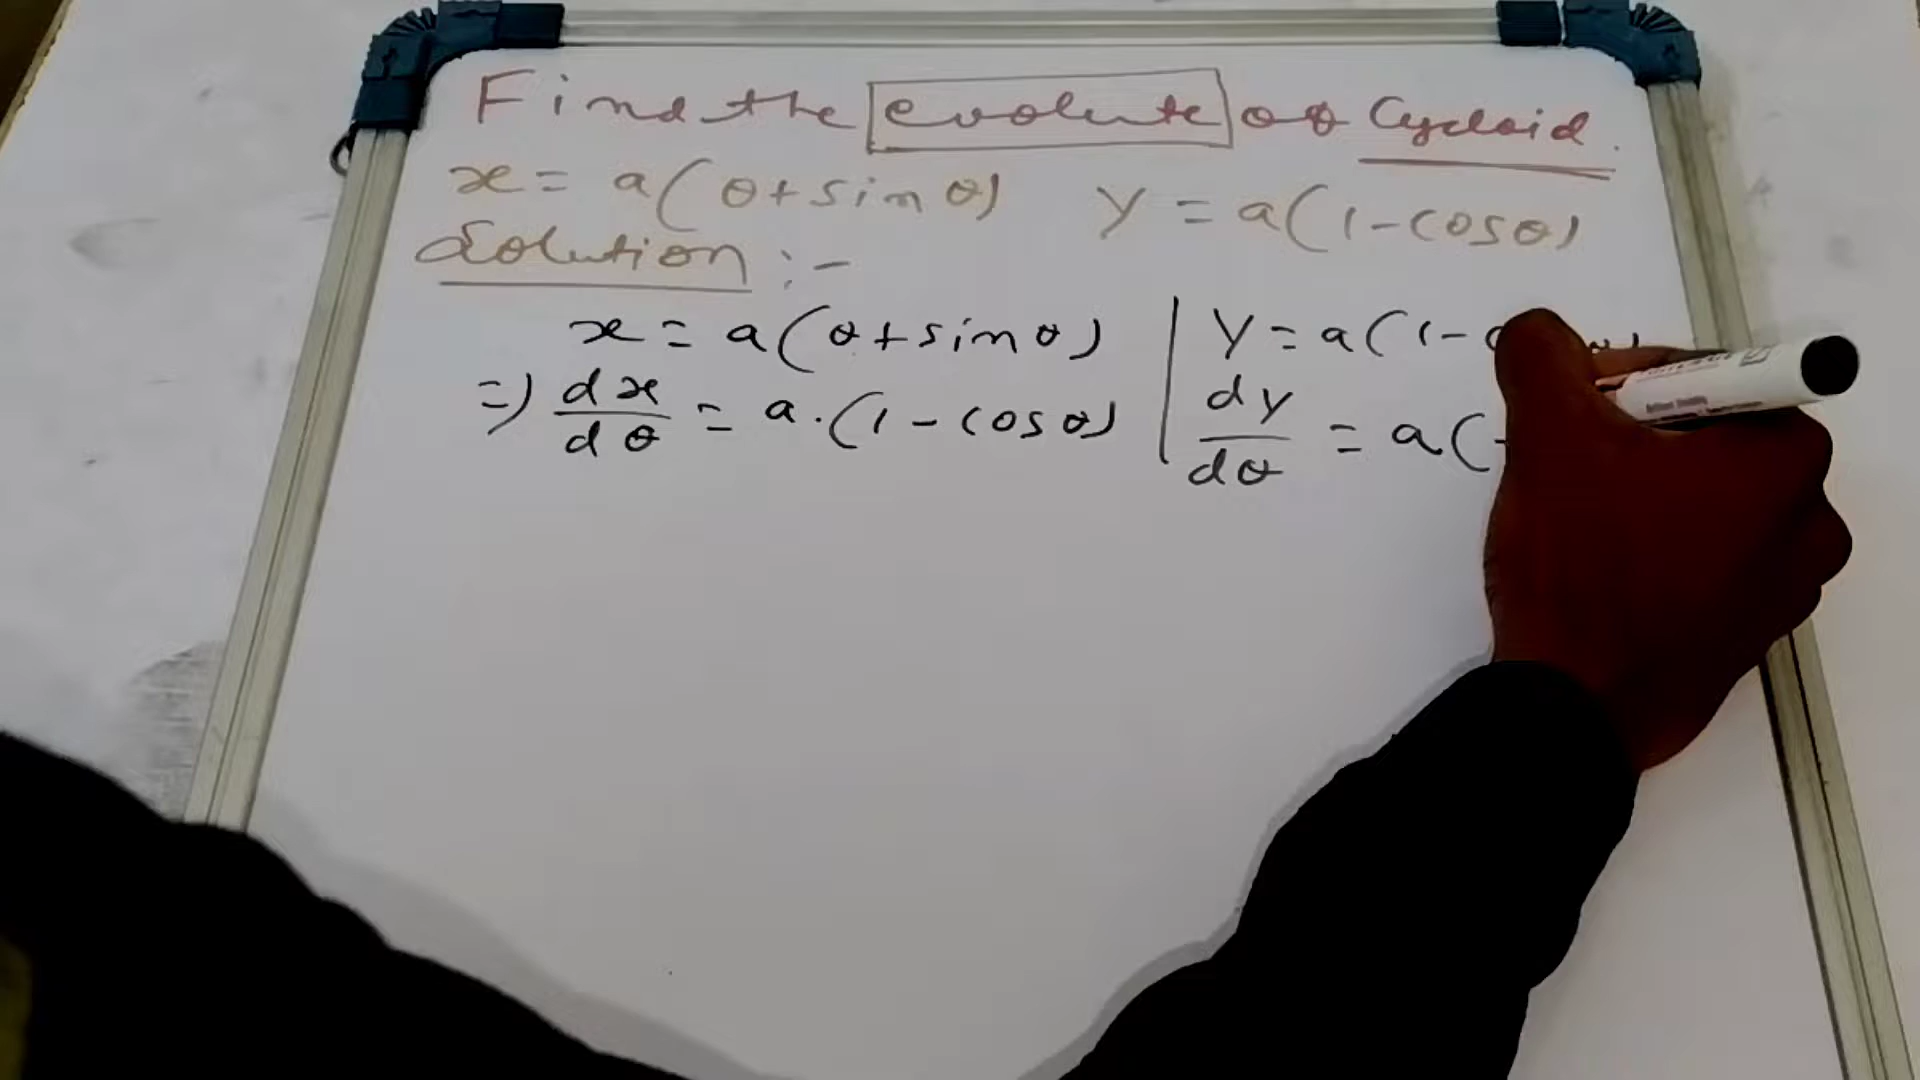 Find the evolute of Cycloid.
x = a(θ+sinθ) y = a(1-cosθ)
Solution :-
x = a(θ+sinθ) | y = a(1-
=) dx/dθ = a.(1-cosθ) | dy/dθ = a(-